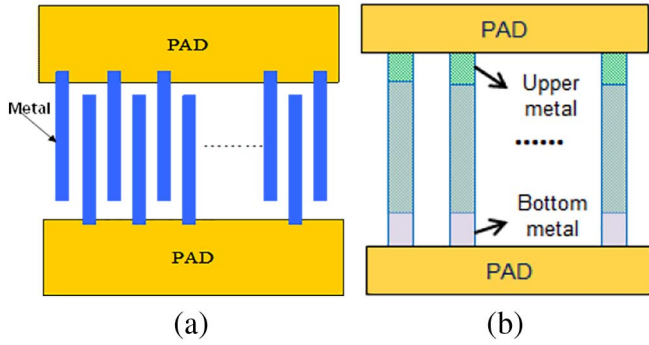 PAD
Metal
PAD
(a)
PAD
Upper
metal
......
Bottom
metal
PAD
(b)